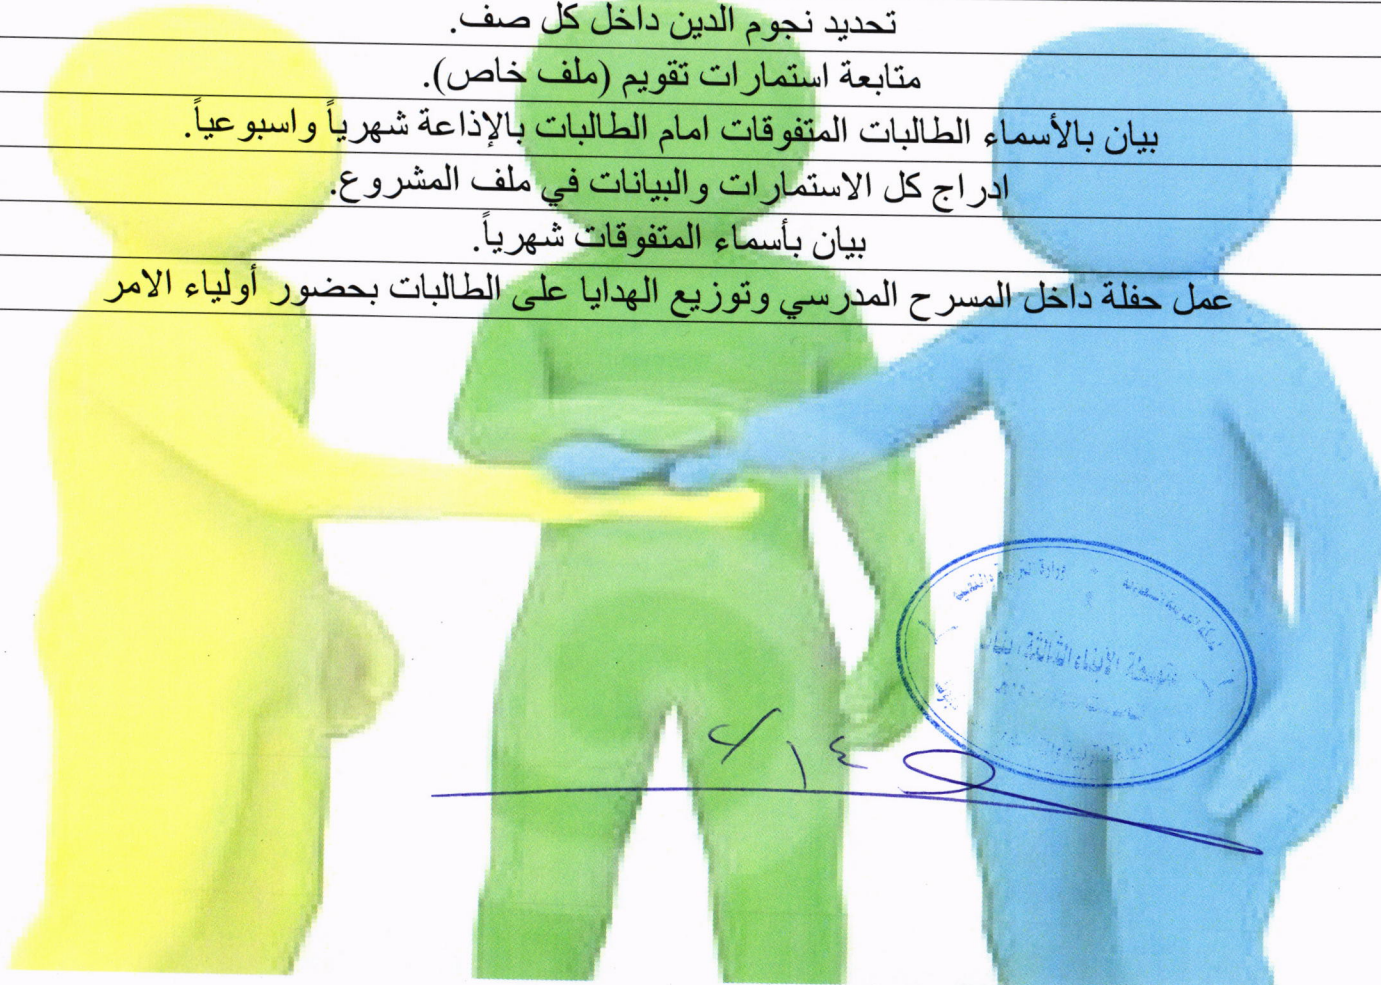 تحديد نجوم الدين داخل كل صف.
متابعة استمارات تقويم (ملف خاص).
بيان بالأسماء الطالبات المتفوقات امام الطالبات بالإذاعة شهرياً واسبوعياً.
ادراج كل الاستمارات والبيانات في ملف المشروع.
بيان بأسماء المتفوقات شهرياً.
عمل حفلة داخل المسرح المدرسي وتوزيع الهدايا على الطالبات بحضور أولياء الامر